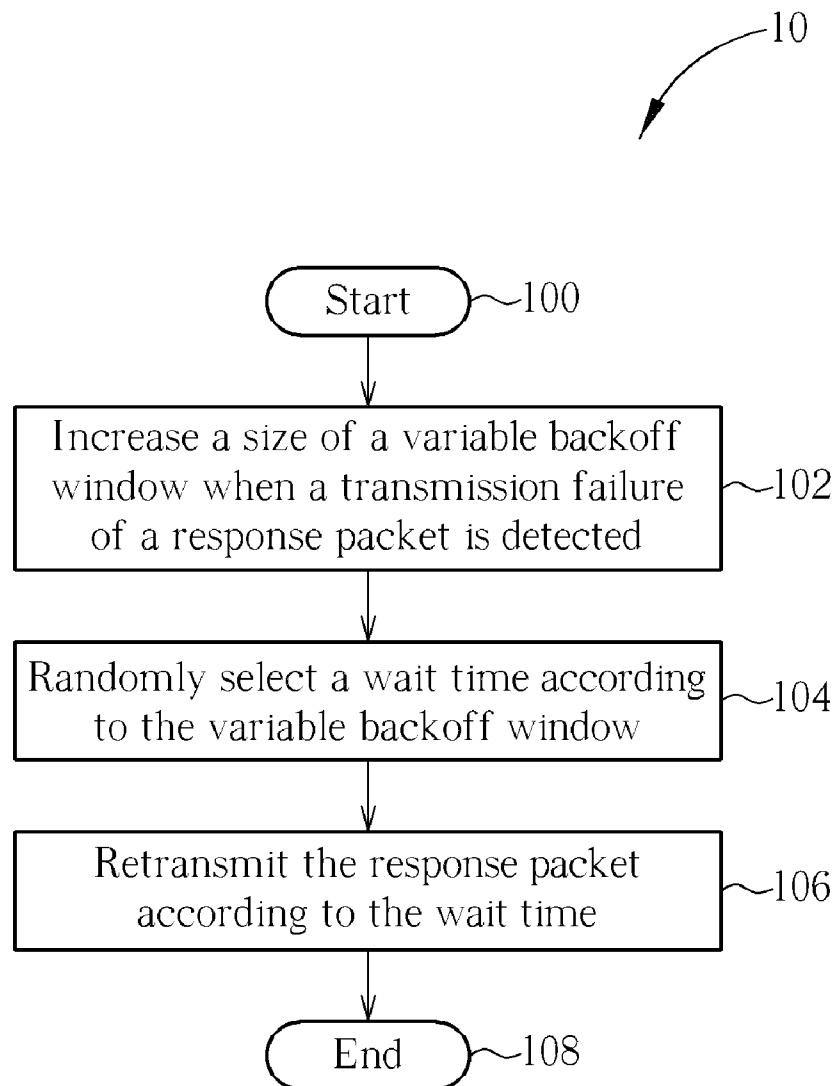 10
Start
100
Increase a size of a variable backoff
window when a transmission failure
of a response packet is detected
102
Randomly select a wait time according
to the variable backoff window
104
Retransmit the response packet
according to the wait time
106
End
108